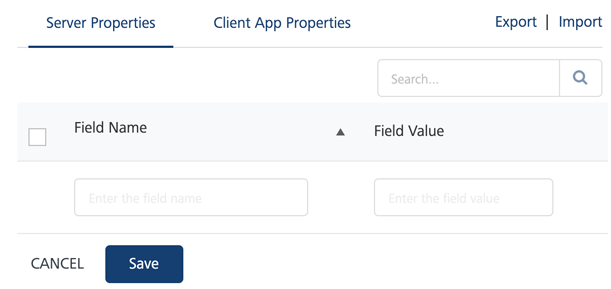 Server Properties Client App Properties Export | Import
Search...
Field Name ▲ Field Value
Enter the field name Enter the field value
CANCEL Save